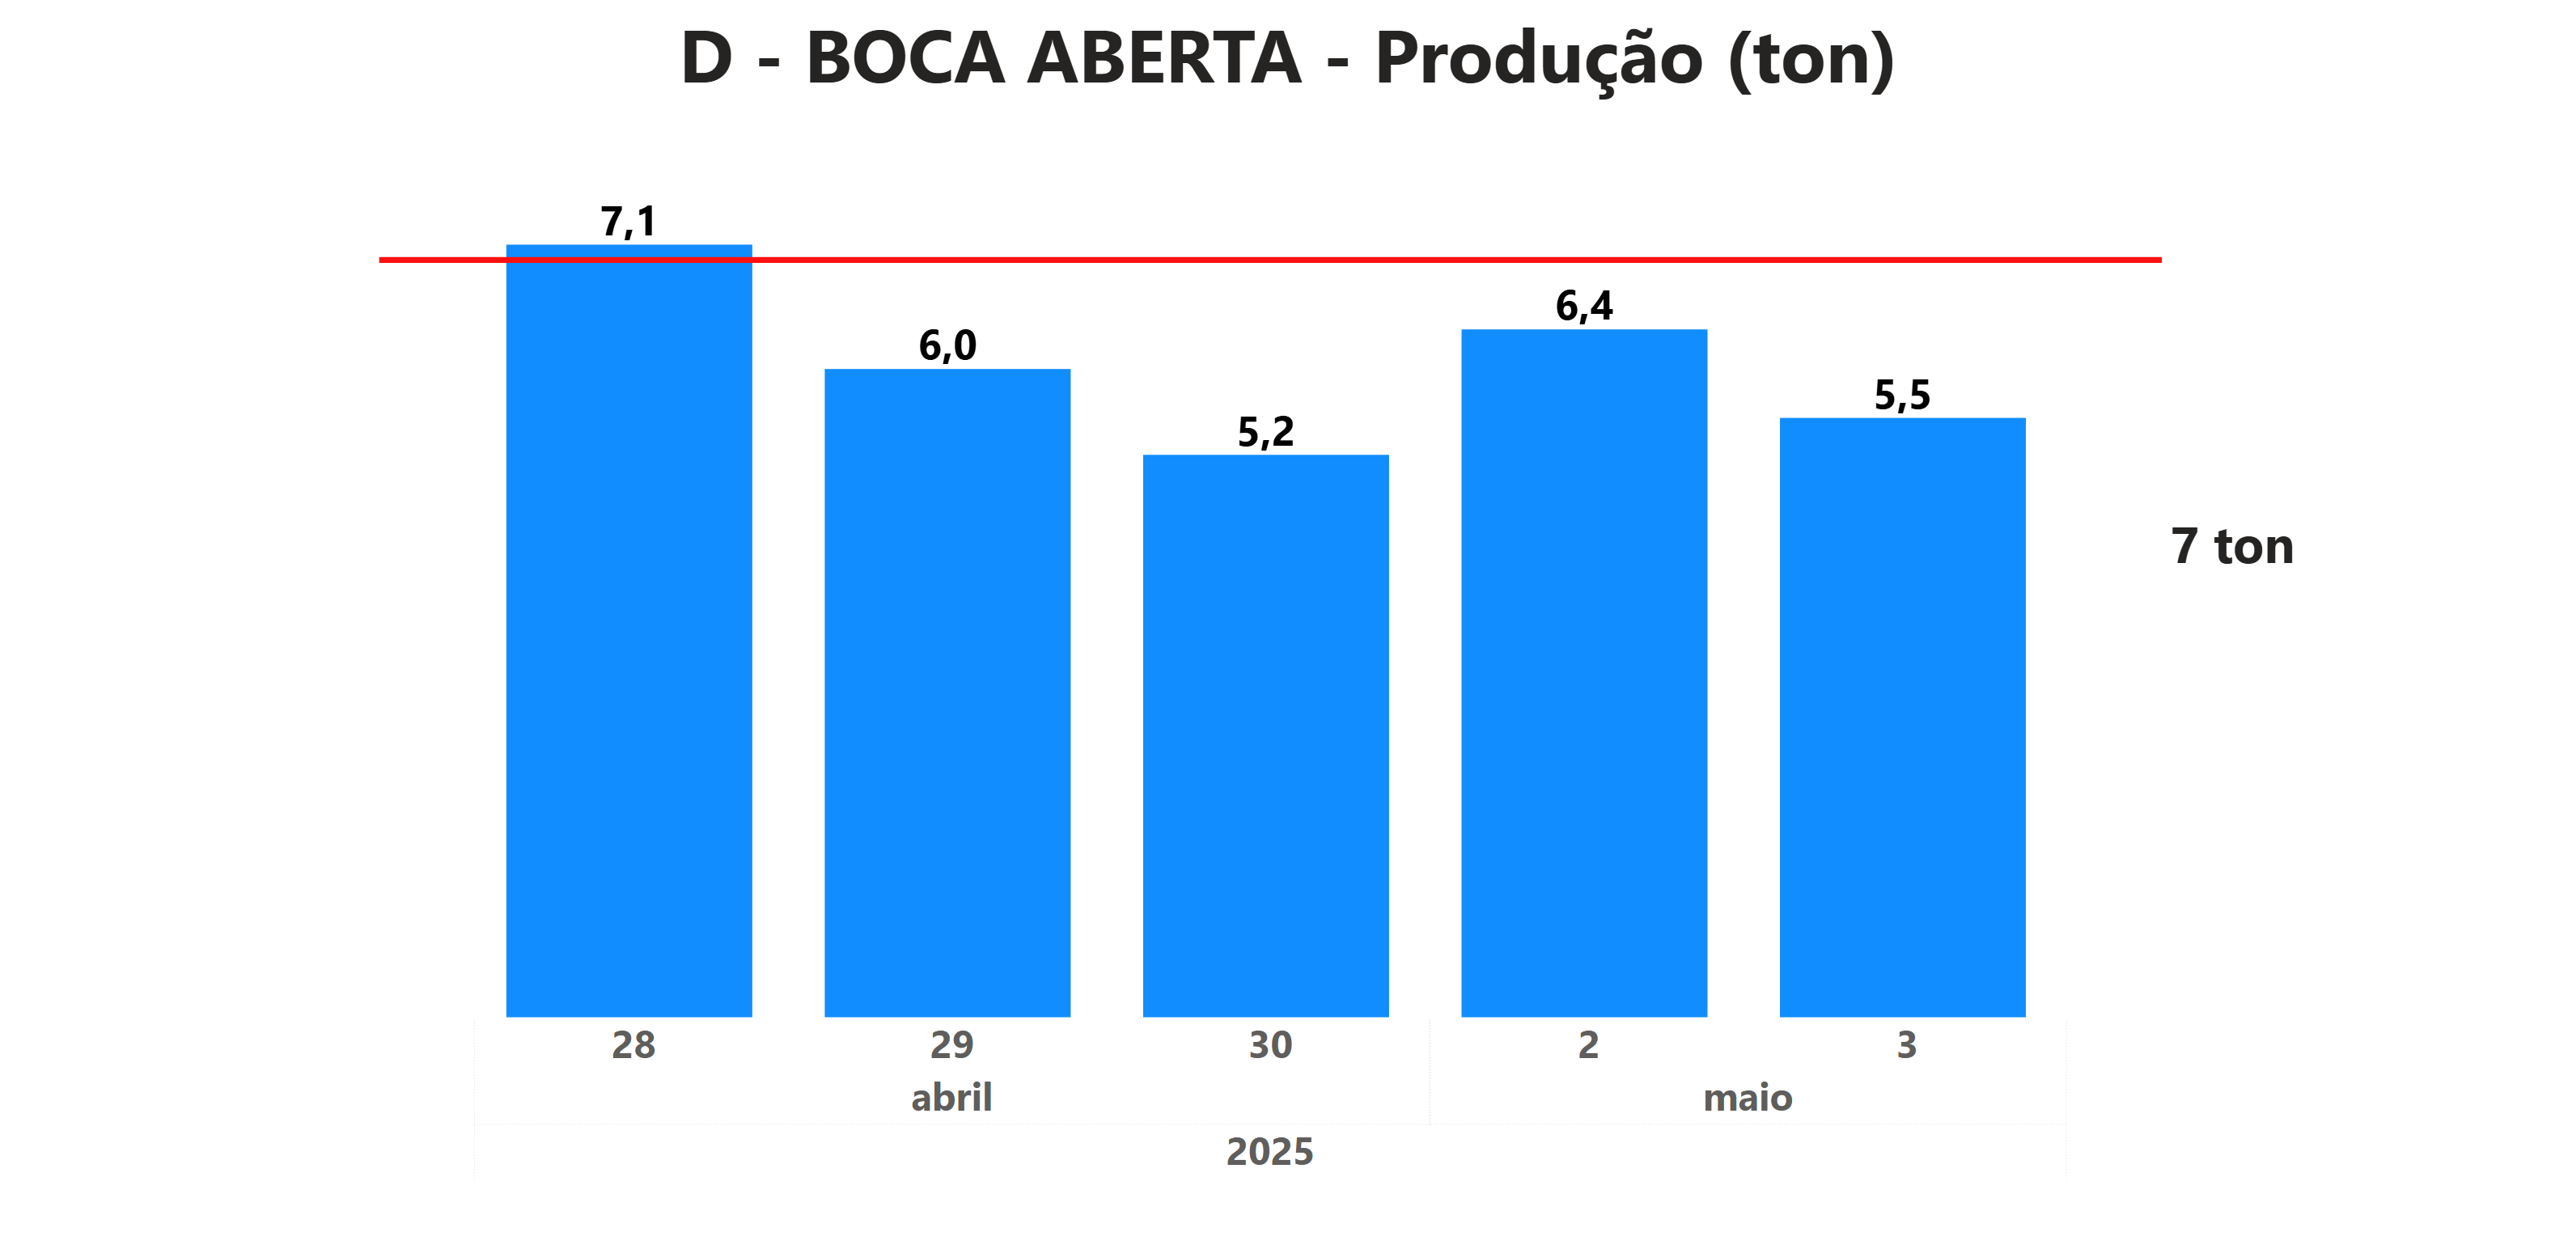 D - BOCA ABERTA - Produção (ton)
7,1
6,0
5,2
6,4
5,5
7 ton
28 29 30 2 3
abril maio
2025